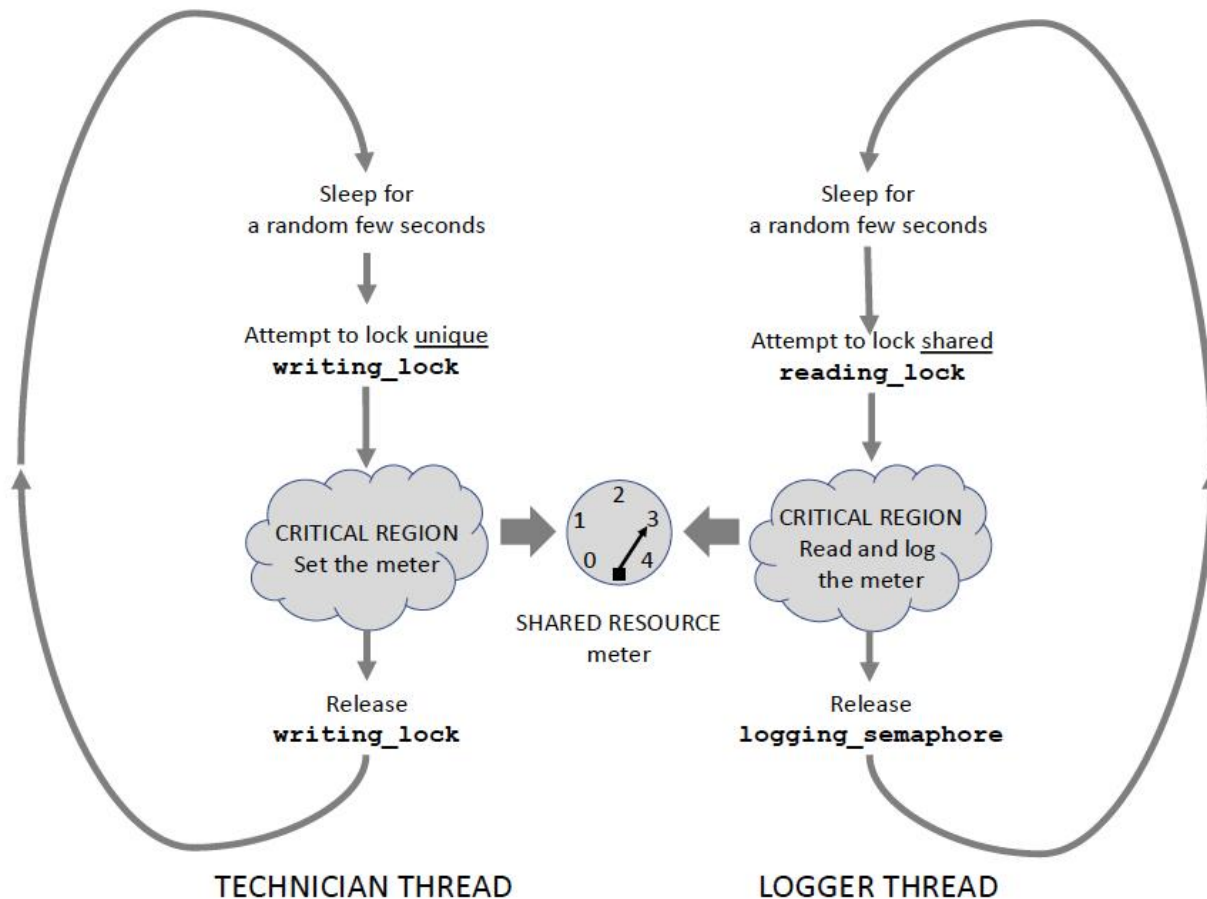 Sleep for
a random few seconds
Attempt to lock unique
writing_lock
CRITICAL REGION
Set the meter
Release
writing_lock
TECHNICIAN THREAD
0
1
2
3
4
SHARED RESOURCE
meter
Sleep for
a random few seconds
Attempt to lock shared
reading_lock
CRITICAL REGION
Read and log
the meter
Release
logging_semaphore
LOGGER THREAD